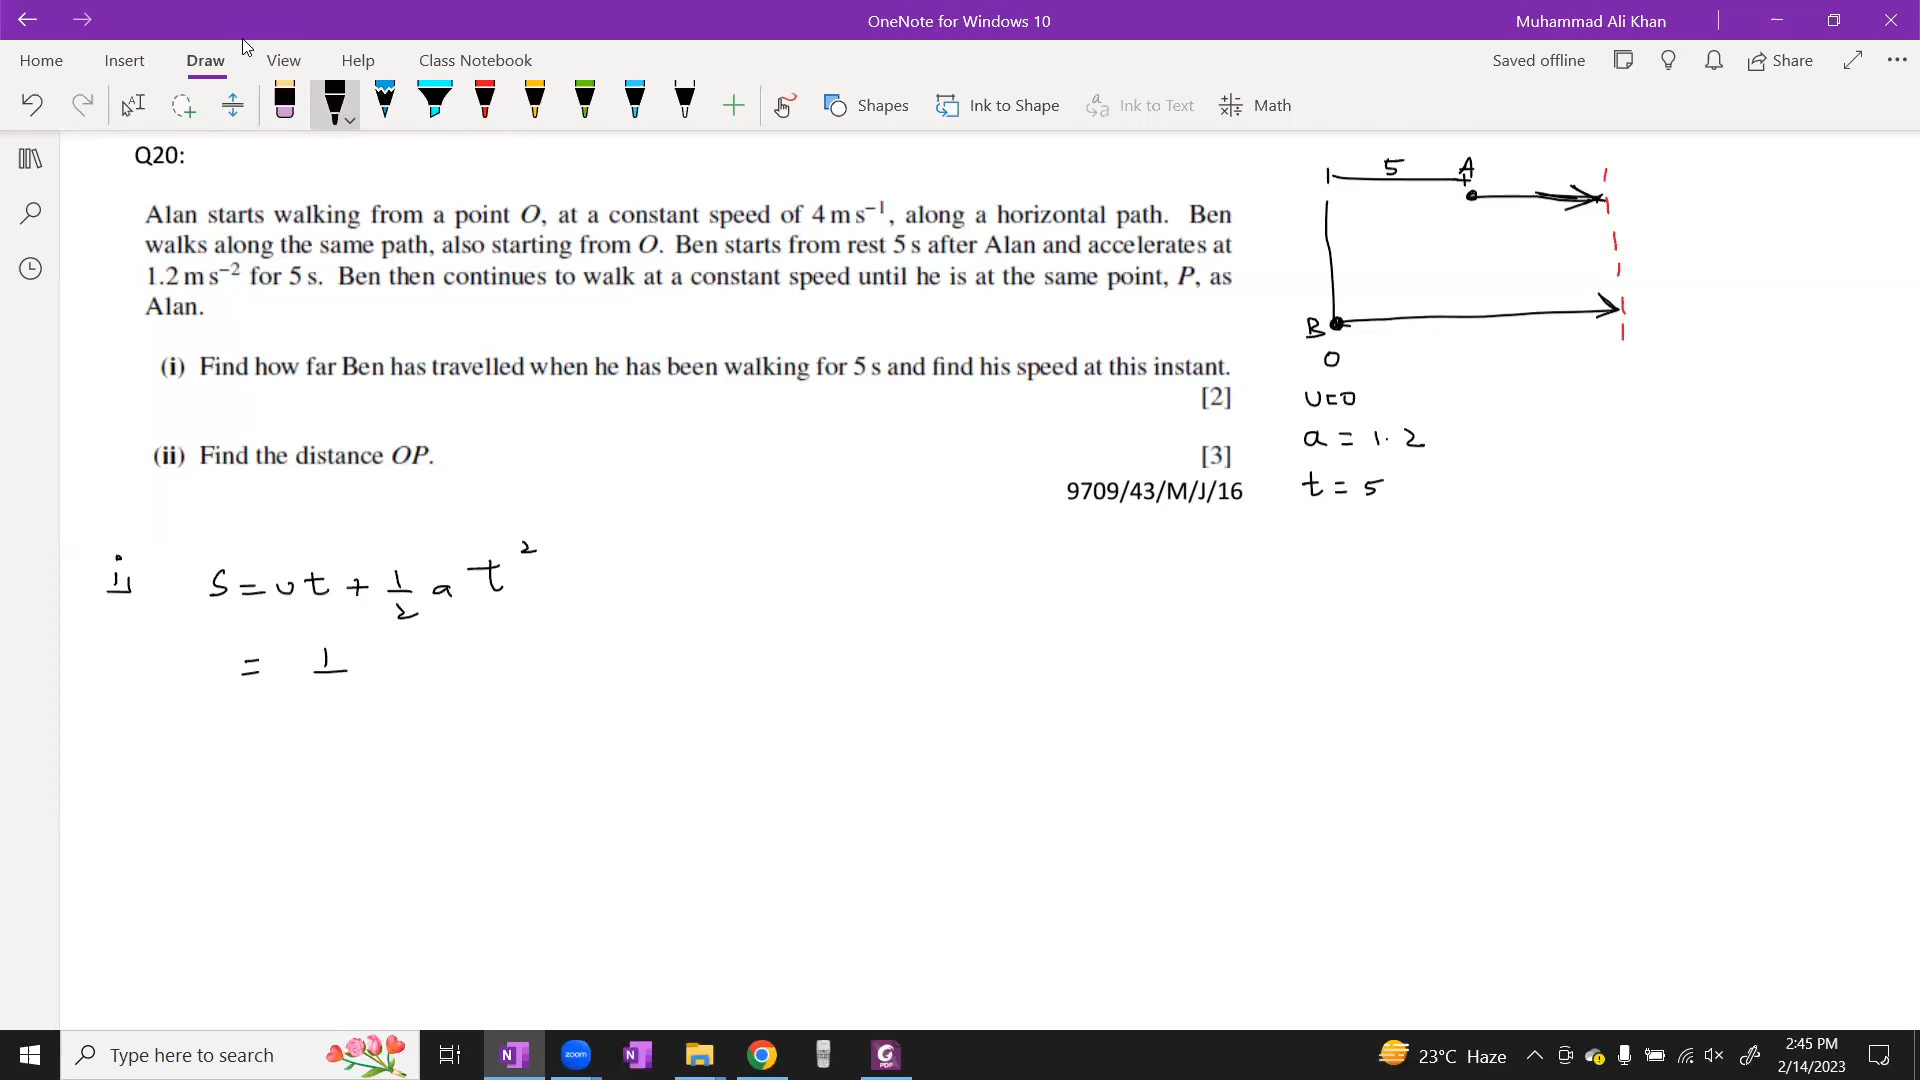 OneNote for Windows 10
Muhammad Ali Khan
Home Insert Draw View Help Class Notebook
Saved offline Share
Shapes Ink to Shape Ink to Text Math
Q20:
Alan starts walking from a point O, at a constant speed of 4 m s⁻¹, along a horizontal path. Ben
walks along the same path, also starting from O. Ben starts from rest 5 s after Alan and accelerates at
1.2 m s⁻² for 5 s. Ben then continues to walk at a constant speed until he is at the same point, P, as
Alan.
(i) Find how far Ben has travelled when he has been walking for 5 s and find his speed at this instant.
[2]
(ii) Find the distance OP. [3]
9709/43/M/J/16
5 A
B
O
u=0
a = 1.2
t = 5
i S = ut + 1/2 a t²
= 1
Type here to search
zoom
PDF
23°C Haze
2:45 PM
2/14/2023